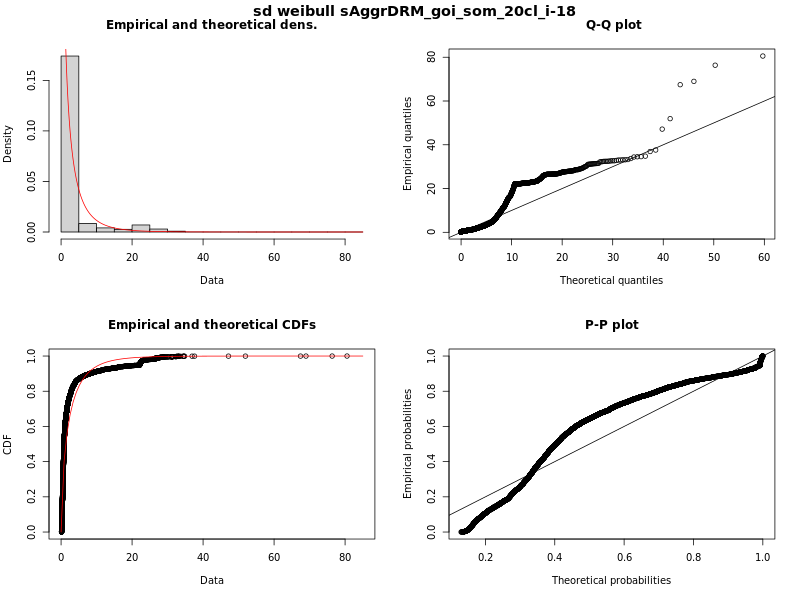 sd weibull sAggrDRM_goi_som_20cl_i-18
Empirical and theoretical dens.
Density
0.00 0.05 0.10 0.15
0 20 40 60 80
Data
Q-Q plot
Empirical quantiles
0 20 40 60 80
0 10 20 30 40 50 60
Theoretical quantiles
Empirical and theoretical CDFs
CDF
0.0 0.2 0.4 0.6 0.8 1.0
0 20 40 60 80
Data
P-P plot
Empirical probabilities
0.0 0.2 0.4 0.6 0.8 1.0
0.2 0.4 0.6 0.8 1.0
Theoretical probabilities